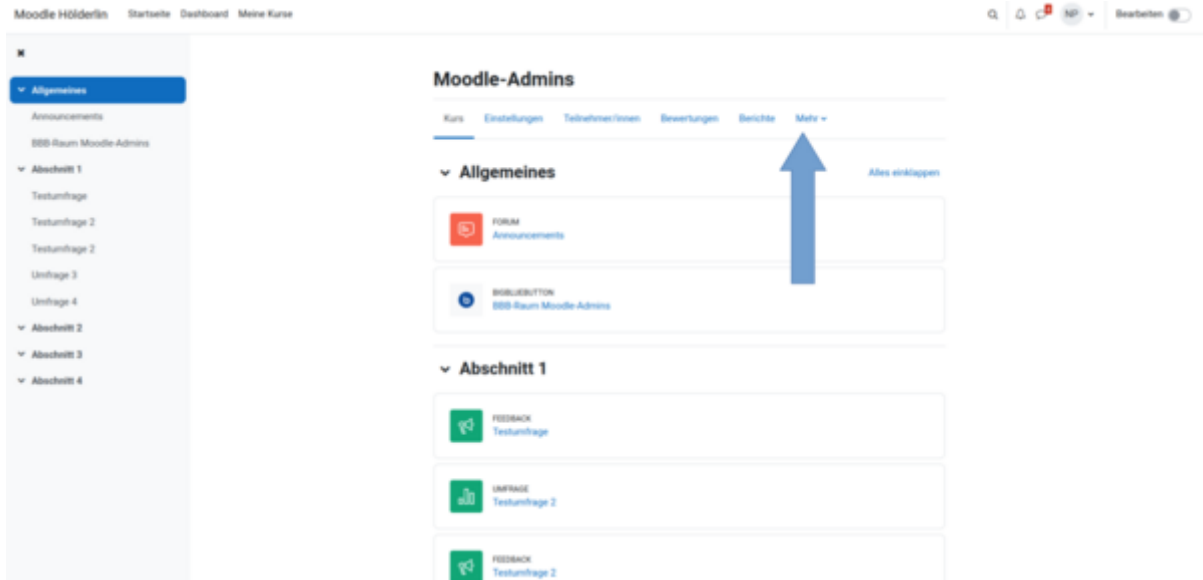 Moodle Hölderlin Startseite Dashboard Meine Kurse NP Bearbeiten
Allgemeines
Announcements
BBB-Raum Moodle-Admins
Abschnitt 1
Testumfrage
Testumfrage 2
Testumfrage 2
Umfrage 3
Umfrage 4
Abschnitt 2
Abschnitt 3
Abschnitt 4
Moodle-Admins
Kurs Einstellungen Teilnehmer/innen Bewertungen Berichte Mehr
Allgemeines Alles einklappen
FORUM
Announcements
BIGBLUEBUTTON
BBB-Raum Moodle-Admins
Abschnitt 1
FEEDBACK
Testumfrage
UMFRAGE
Testumfrage 2
FEEDBACK
Testumfrage 2